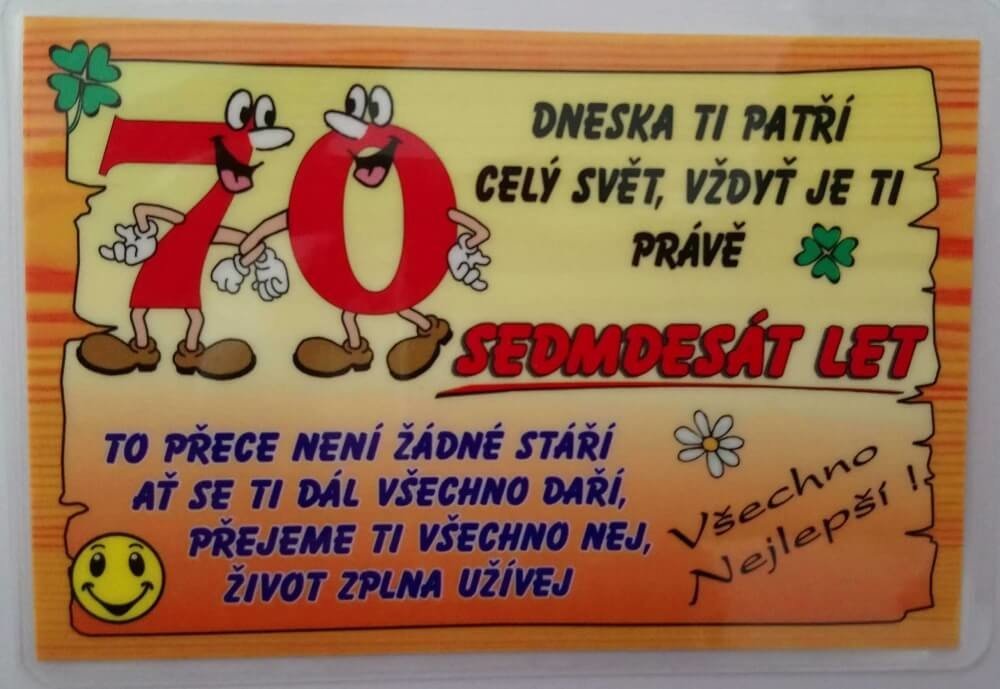 70
DNESKA TI PATŘÍ
CELÝ SVĚT, VŽDYŤ JE TI
PRÁVĚ
SEDMDESÁT LET
TO PŘECE NENÍ ŽÁDNÉ STÁŘÍ
AŤ SE TI DÁL VŠECHNO DAŘÍ,
PŘEJEME TI VŠECHNO NEJ,
ŽIVOT ZPLNA UŽÍVEJ
Všechno
Nejlepší !